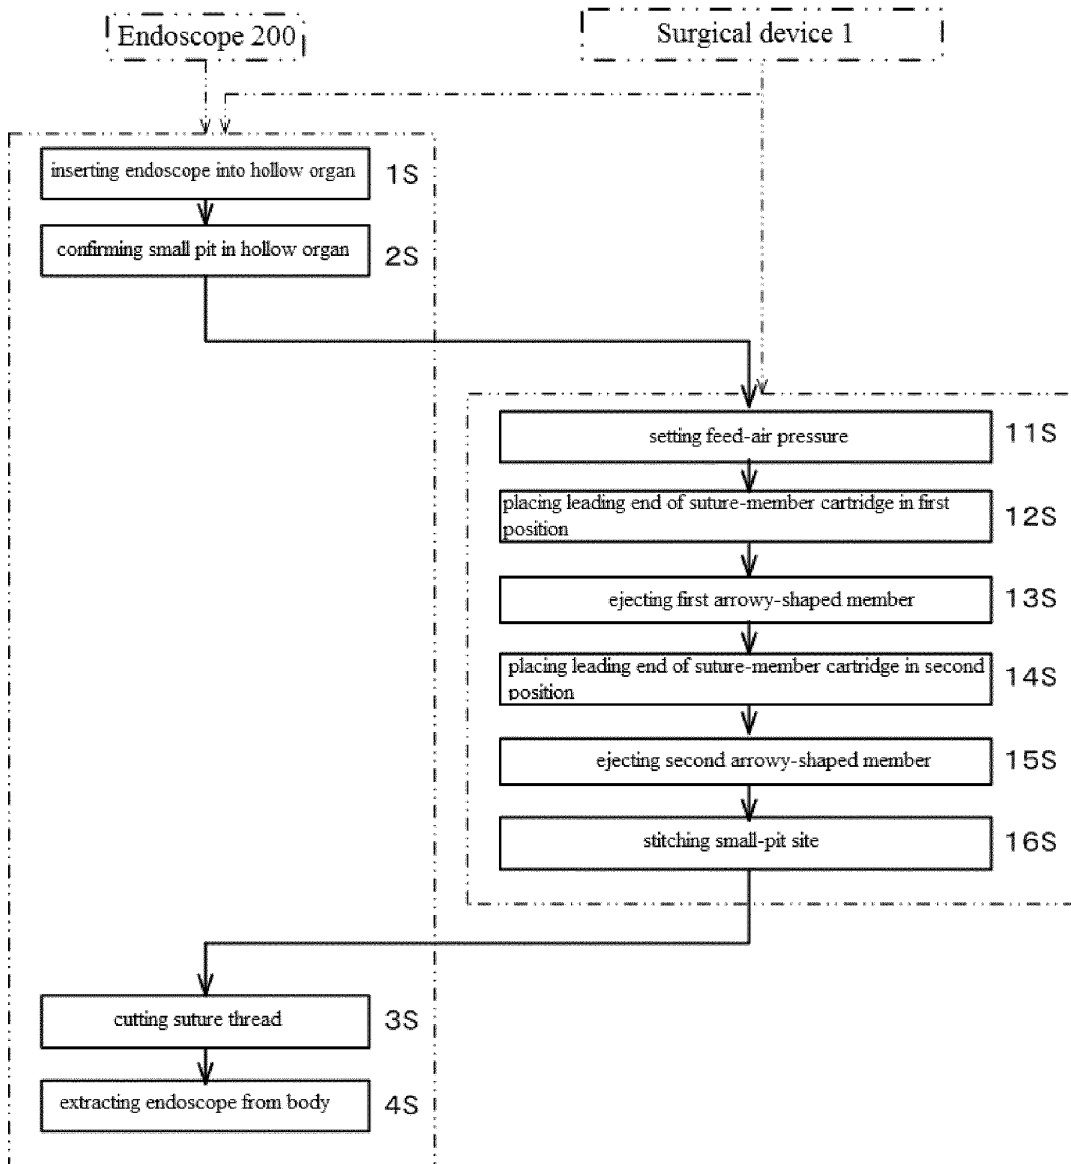 Endoscope 200
Surgical device 1
inserting endoscope into hollow organ
1S
confirming small pit in hollow organ
2S
setting feed-air pressure
11S
placing leading end of suture-member cartridge in first
position
12S
ejecting first arrowy-shaped member
13S
placing leading end of suture-member cartridge in second
position
14S
ejecting second arrowy-shaped member
15S
stitching small-pit site
16S
cutting suture thread
3S
extracting endoscope from body
4S